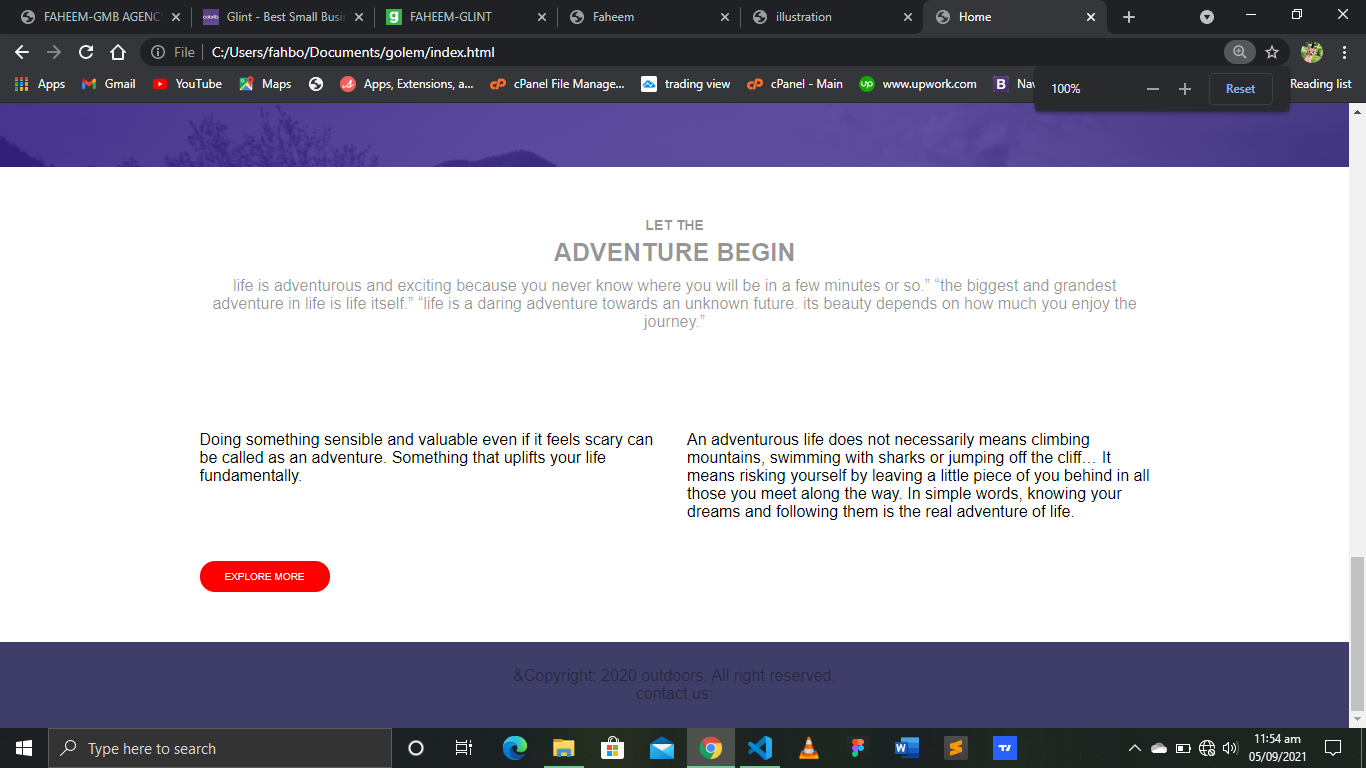 FAHEEM-GMB AGENC
Glint - Best Small Busi
FAHEEM-GLINT
Faheem
illustration
Home
File
C:/Users/fahbo/Documents/golem/index.html
Apps
Gmail
YouTube
Maps
Apps, Extensions, a...
cPanel File Manage...
trading view
cPanel - Main
www.upwork.com
Nav
Reading list
100%
Reset
LET THE
ADVENTURE BEGIN
life is adventurous and exciting because you never know where you will be in a few minutes or so.” “the biggest and grandest
adventure in life is life itself.” “life is a daring adventure towards an unknown future. its beauty depends on how much you enjoy the
journey.”
Doing something sensible and valuable even if it feels scary can
be called as an adventure. Something that uplifts your life
fundamentally.
An adventurous life does not necessarily means climbing
mountains, swimming with sharks or jumping off the cliff… It
means risking yourself by leaving a little piece of you behind in all
those you meet along the way. In simple words, knowing your
dreams and following them is the real adventure of life.
EXPLORE MORE
&Copyright: 2020 outdoors. All right reserved.
contact us.
Type here to search
11:54 am
05/09/2021